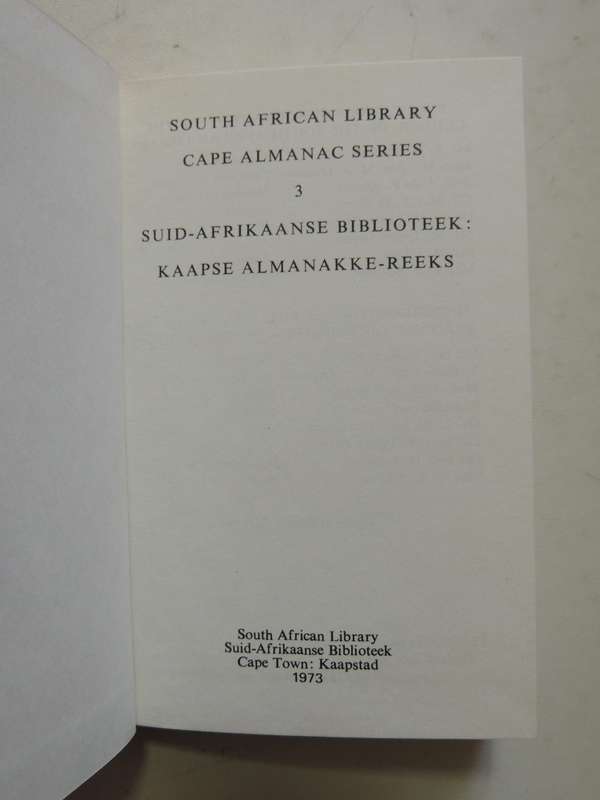 SOUTH AFRICAN LIBRARY
CAPE ALMANAC SERIES
3
SUID-AFRIKAANSE BIBLIOTEEK:
KAAPSE ALMANAKKE-REEKS
South African Library
Suid-Afrikaanse Biblioteek
Cape Town: Kaapstad
1973